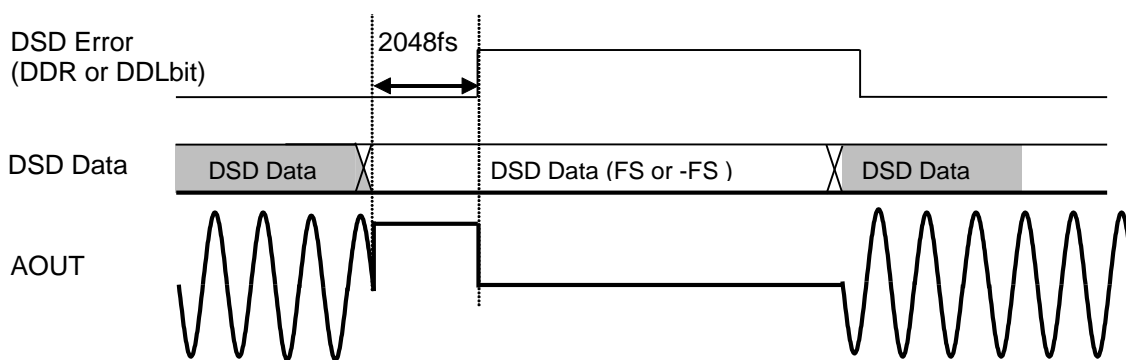 DSD Error
(DDR or DDLbit)
2048fs
DSD Data
DSD Data
DSD Data (FS or -FS )
DSD Data
AOUT